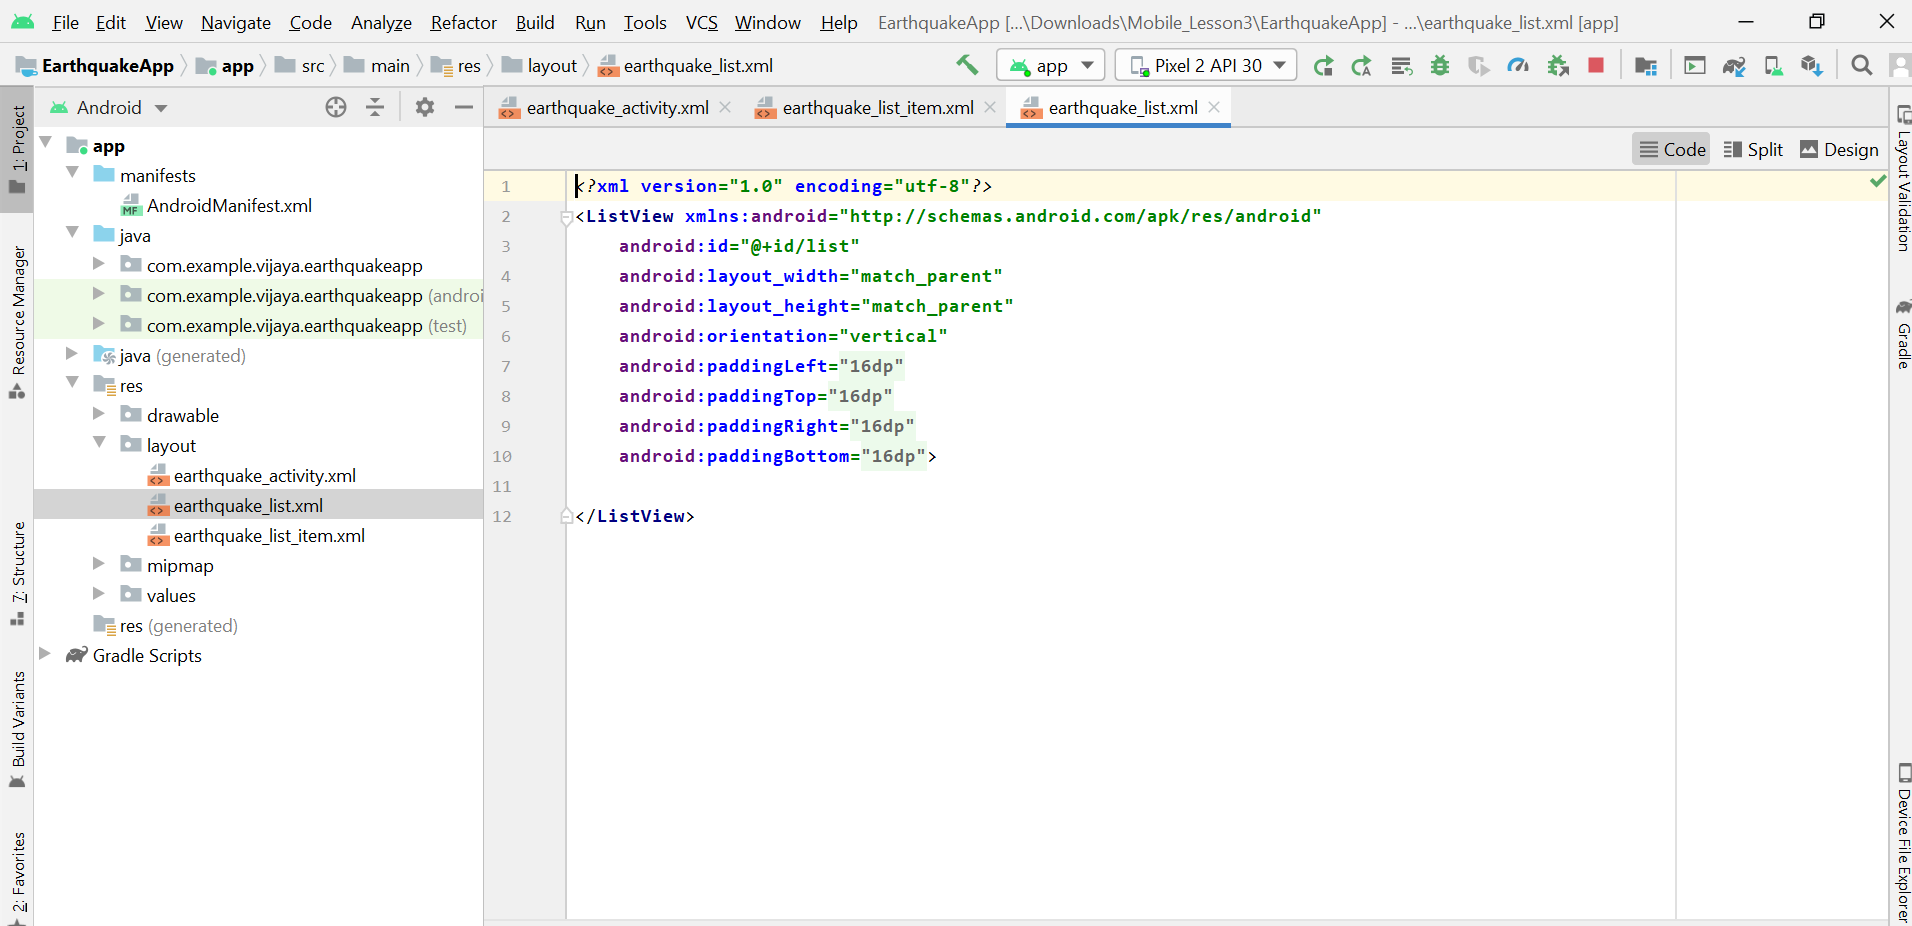 File Edit View Navigate Code Analyze Refactor Build Run Tools VCS Window Help EarthquakeApp [...\Downloads\Mobile_Lesson3\EarthquakeApp] - ...\earthquake_list.xml [app]
EarthquakeApp app src main res layout earthquake_list.xml app Pixel 2 API 30
Android
earthquake_activity.xml earthquake_list_item.xml earthquake_list.xml
Code Split Design
1: Project
Resource Manager
7: Structure
Build Variants
2: Favorites
app
manifests
AndroidManifest.xml
java
com.example.vijaya.earthquakeapp
com.example.vijaya.earthquakeapp (androi
com.example.vijaya.earthquakeapp (test)
java (generated)
res
drawable
layout
earthquake_activity.xml
earthquake_list.xml
earthquake_list_item.xml
mipmap
values
res (generated)
Gradle Scripts
1 <?xml version="1.0" encoding="utf-8"?>
2 <ListView xmlns:android="http://schemas.android.com/apk/res/android"
3 android:id="@+id/list"
4 android:layout_width="match_parent"
5 android:layout_height="match_parent"
6 android:orientation="vertical"
7 android:paddingLeft="16dp"
8 android:paddingTop="16dp"
9 android:paddingRight="16dp"
10 android:paddingBottom="16dp">
11
12 </ListView>
Layout Validation
Gradle
Device File Explorer